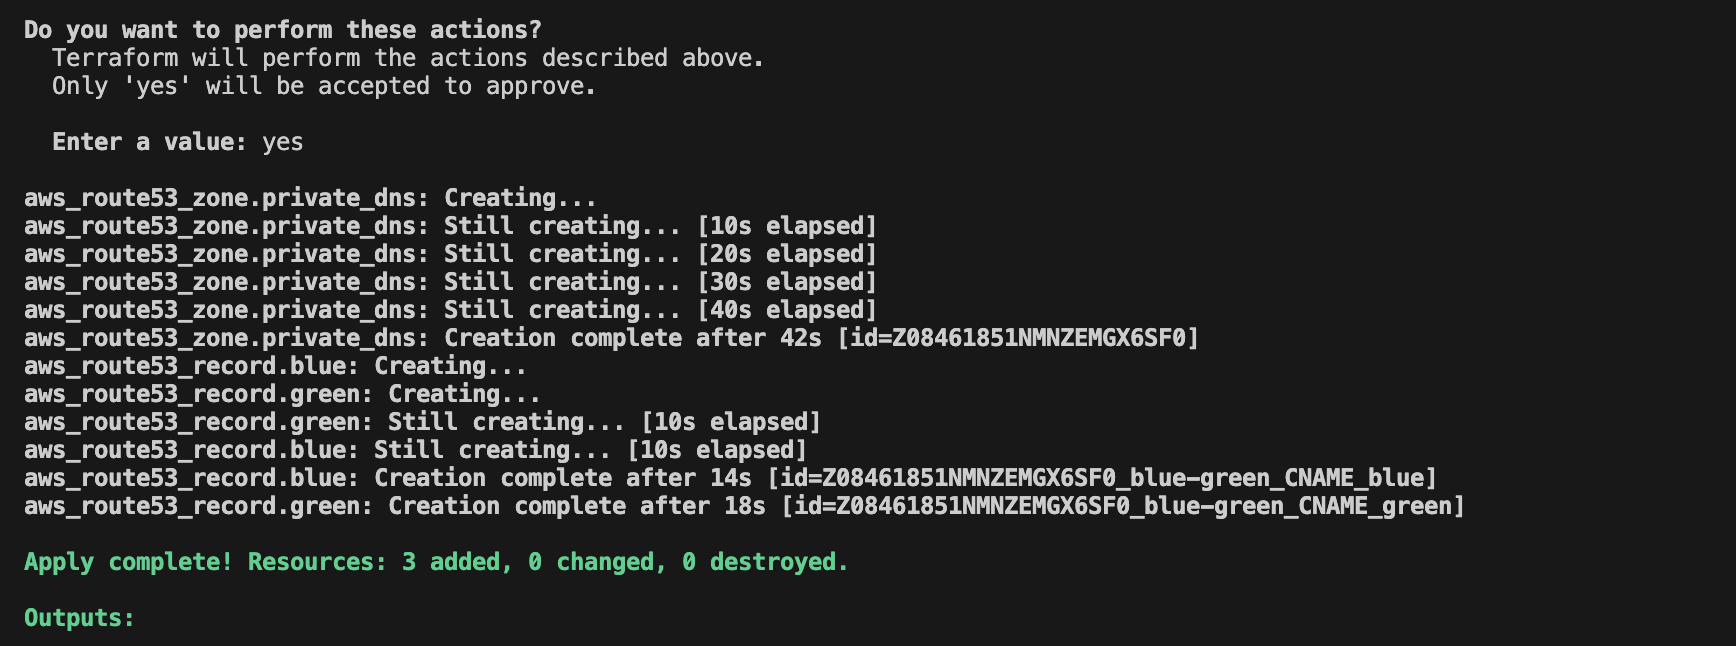 Do you want to perform these actions?
Terraform will perform the actions described above.
Only 'yes' will be accepted to approve.
Enter a value: yes
aws_route53_zone.private_dns: Creating...
aws_route53_zone.private_dns: Still creating... [10s elapsed]
aws_route53_zone.private_dns: Still creating... [20s elapsed]
aws_route53_zone.private_dns: Still creating... [30s elapsed]
aws_route53_zone.private_dns: Still creating... [40s elapsed]
aws_route53_zone.private_dns: Creation complete after 42s [id=Z08461851NMNZEMGX6SF0]
aws_route53_record.blue: Creating...
aws_route53_record.green: Creating...
aws_route53_record.green: Still creating... [10s elapsed]
aws_route53_record.blue: Still creating... [10s elapsed]
aws_route53_record.blue: Creation complete after 14s [id=Z08461851NMNZEMGX6SF0_blue-green_CNAME_blue]
aws_route53_record.green: Creation complete after 18s [id=Z08461851NMNZEMGX6SF0_blue-green_CNAME_green]
Apply complete! Resources: 3 added, 0 changed, 0 destroyed.
Outputs: